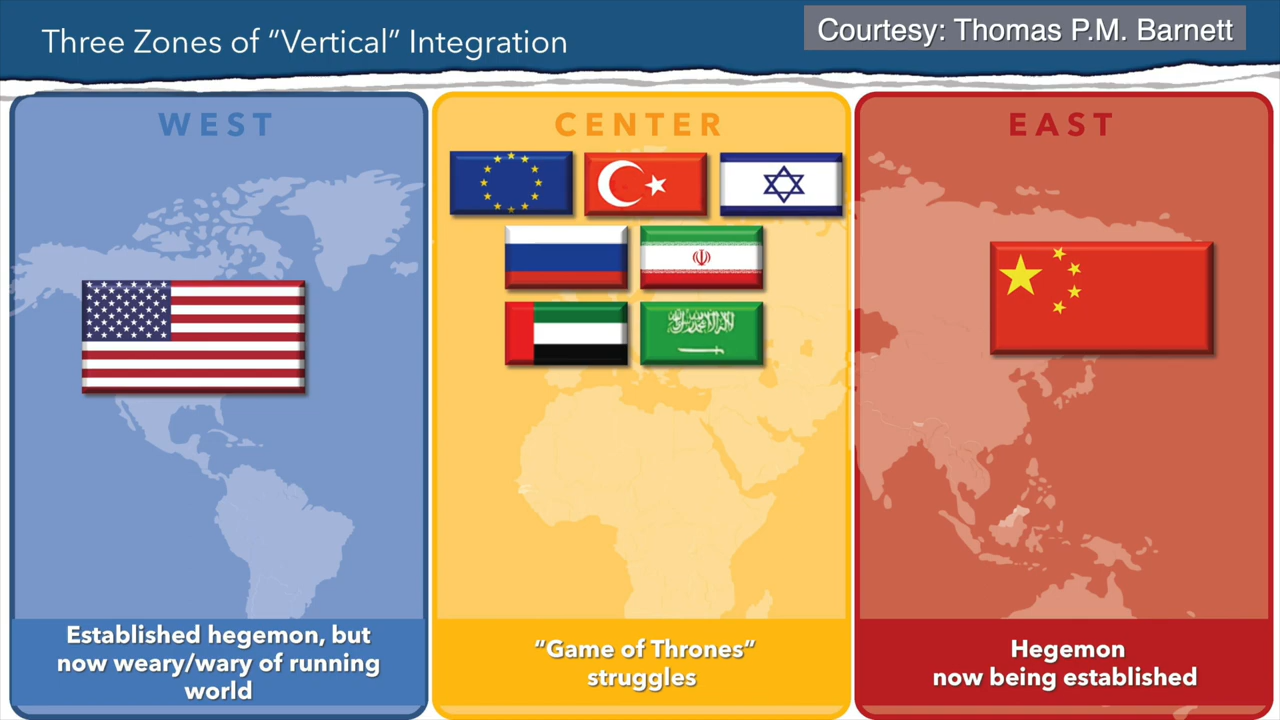 Three Zones of “Vertical” Integration
Courtesy: Thomas P.M. Barnett
WEST
CENTER
EAST
Established hegemon, but
now weary/wary of running
world
“Game of Thrones”
struggles
Hegemon
now being established